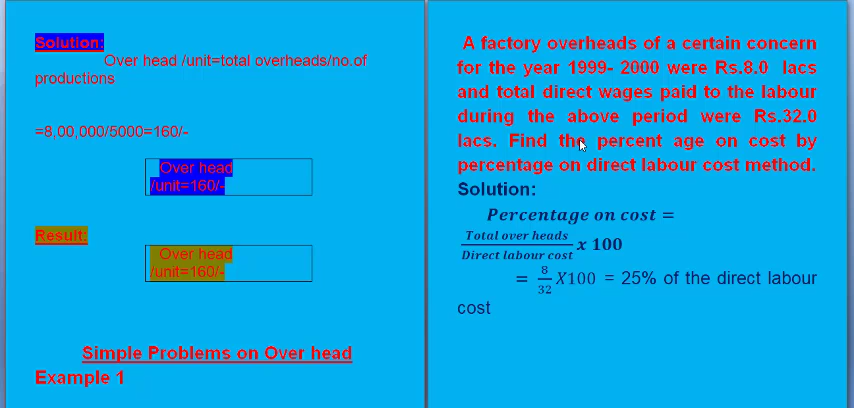 Solution:
Over head /unit=total overheads/no.of
productions
=8,00,000/5000=160/-
Over head
/unit=160/-
Result:
Over head
/unit=160/-
Simple Problems on Over head
Example 1
A factory overheads of a certain concern
for the year 1999- 2000 were Rs.8.0 lacs
and total direct wages paid to the labour
during the above period were Rs.32.0
lacs. Find the percent age on cost by
percentage on direct labour cost method.
Solution:
Percentage on cost =
Total over heads
Direct labour cost
x 100
= 8/32 X100 = 25% of the direct labour
cost